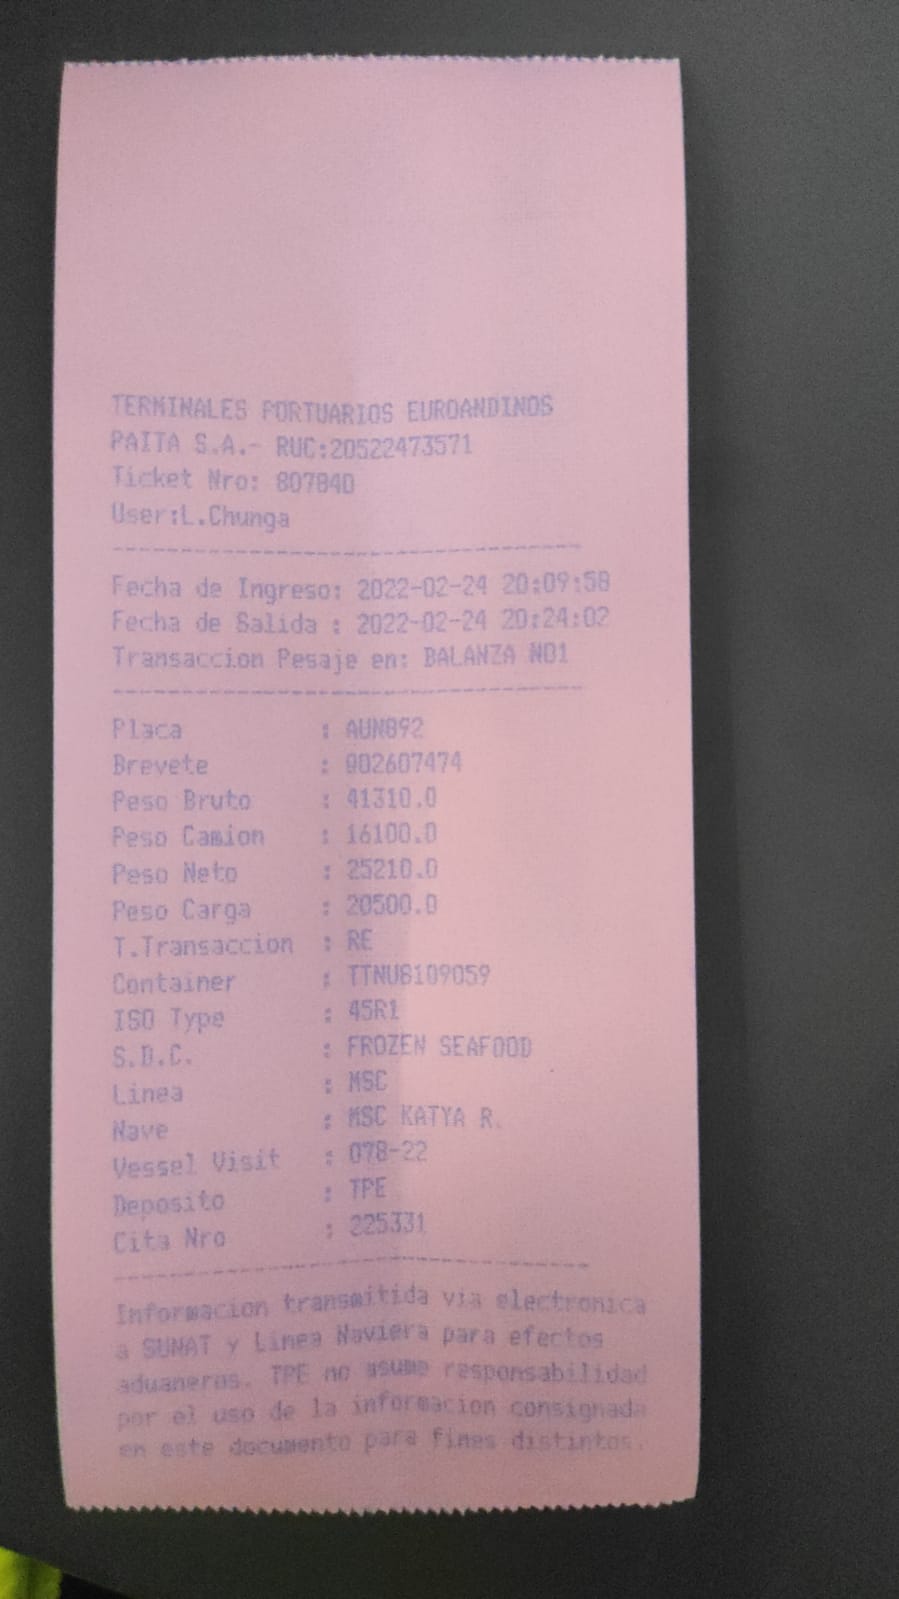 TERMINALES PORTUARIOS EUROANDINOS
PAITA S.A.- RUC:20522473571
Ticket Nro: 807840
User:L.Chunga
Fecha de Ingreso: 2022-02-24 20:09:58
Fecha de Salida : 2022-02-24 20:24:02
Transaccion Pesaje en: BALANZA NO1
Placa : AUN892
Brevete : 
Peso Bruto : 41310.0
Peso Camion : 16100.0
Peso Neto : 25210.0
Peso Carga : 20500.0
T.Transaccion : RE
Container : TTNU8109059
ISO Type : 45R1
S.D.C. : FROZEN SEAFOOD
Linea : MSC
Nave : MSC KATYA R.
Vessel Visit : 078-22
Deposito : TPE
Cita Nro : 225331
Informacion transmitida via electronica
a SUNAT y Linea Naviera para efectos
aduaneros. TPE no asume responsabilidad
por el uso de la informacion consignada
en este documento para fines distintos.